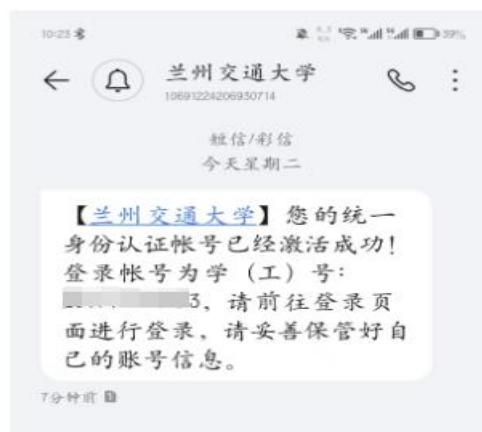 10:23
39%
兰州交通大学
10691224206930714
短信/彩信
今天星期二
【兰州交通大学】您的统一
身份认证帐号已经激活成功!
登录帐号为学（工）号:
3, 请前往登录页
面进行登录, 请妥善保管好自
己的账号信息。
7分钟前 1